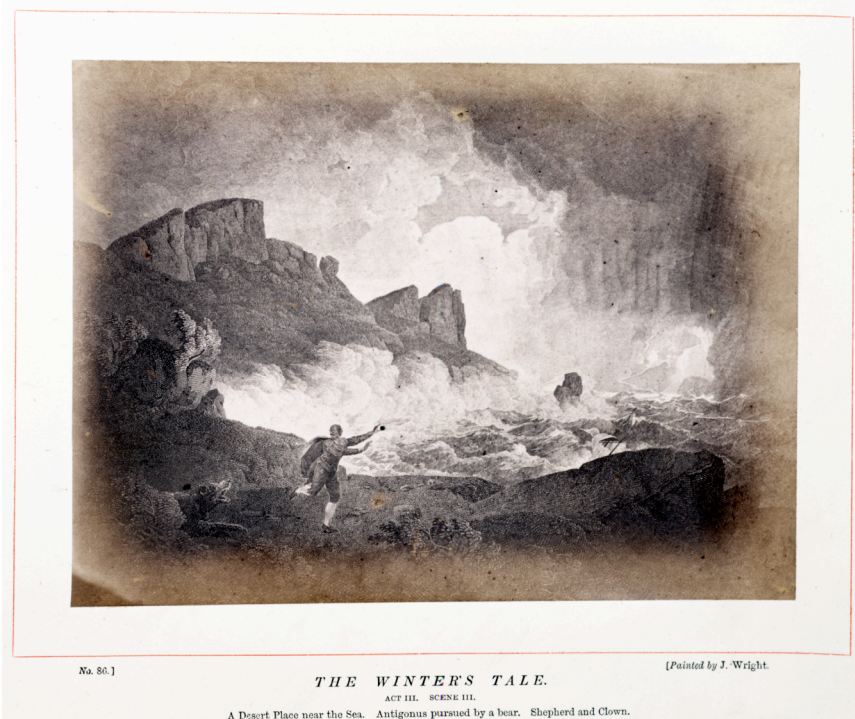 No. 86.]
[Painted by J. Wright.
THE WINTER'S TALE.
ACT III. SCENE III.
A Desert Place near the Sea. Antigonus pursued by a bear. Shepherd and Clown.